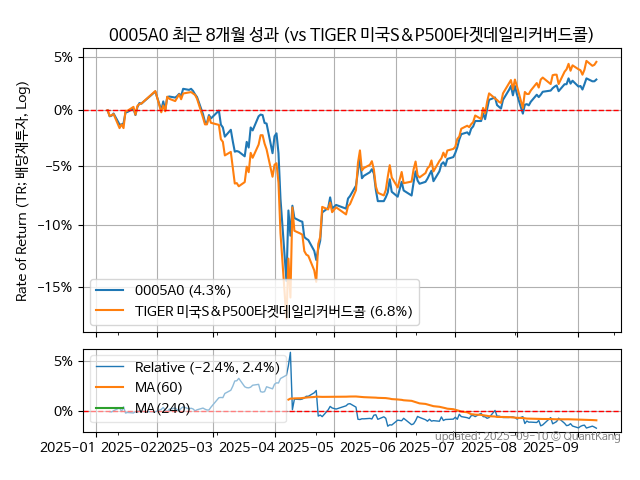 0005A0 최근 8개월 성과 (vs TIGER 미국S&P500타겟데일리커버드콜)
Rate of Return (TR: 배당재투자, Log)
5%
0%
−5%
−10%
−15%
0005A0 (4.3%)
TIGER 미국S&P500타겟데일리커버드콜 (6.8%)
5%
0%
Relative (−2.4%, 2.4%)
MA(60)
MA(240)
2025−01 2025−02 2025−03 2025−04 2025−05 2025−06 2025−07 2025−08 2025−09
updated: 2025-09-10 © QuantKang